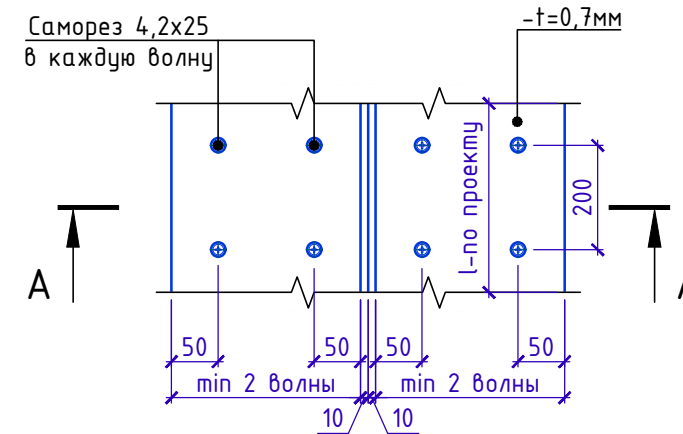 Саморез 4,2х25
в каждую волну
-t=0,7мм
l-по проекту
200
А
50
50
50
50
min 2 волны
min 2 волны
10
10